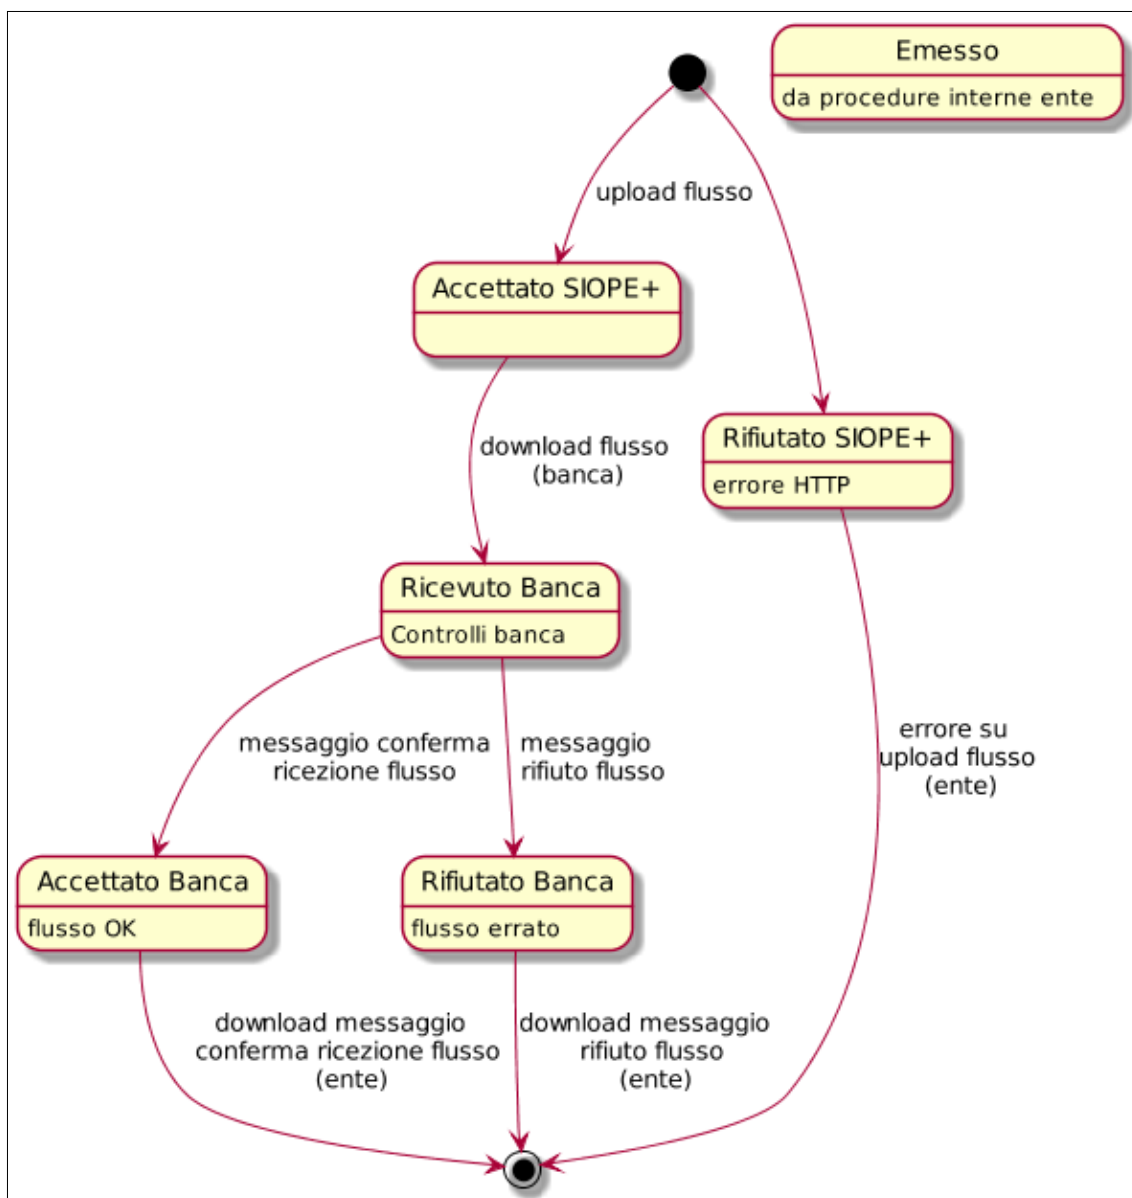 Emesso
da procedure interne ente
upload flusso
Accettato SIOPE+
download flusso
(banca)
Rifiutato SIOPE+
errore HTTP
Ricevuto Banca
Controlli banca
messaggio conferma
ricezione flusso
messaggio
rifiuto flusso
errore su
upload flusso
(ente)
Accettato Banca
flusso OK
Rifiutato Banca
flusso errato
download messaggio
conferma ricezione flusso
(ente)
download messaggio
rifiuto flusso
(ente)